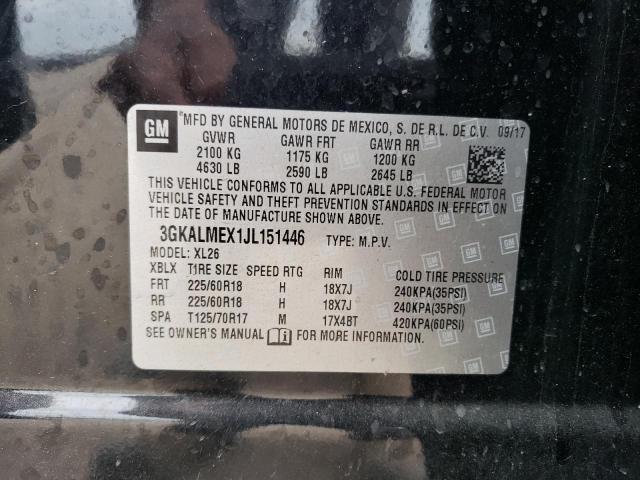 GM
*MFD BY GENERAL MOTORS DE MEXICO, S. DE R.L. DE C.V. 09/17
GVWR GAWR FRT GAWR RR
2100 KG 1175 KG 1200 KG
4630 LB 2590 LB 2645 LB
THIS VEHICLE CONFORMS TO ALL APPLICABLE U.S. FEDERAL MOTOR
VEHICLE SAFETY AND THEFT PREVENTION STANDARDS IN EFFECT ON
THE DATE OF MANUFACTURE SHOWN ABOVE.
3GKALMEX1JL151446 TYPE: M.P.V.
MODEL: XL26
XBLX TIRE SIZE SPEED RTG RIM COLD TIRE PRESSURE
FRT 225/60R18 H 18X7J 240KPA(35PSI)
RR 225/60R18 H 18X7J 240KPA(35PSI)
SPA T125/70R17 M 17X4BT 420KPA(60PSI)
SEE OWNER'S MANUAL i FOR MORE INFORMATION.